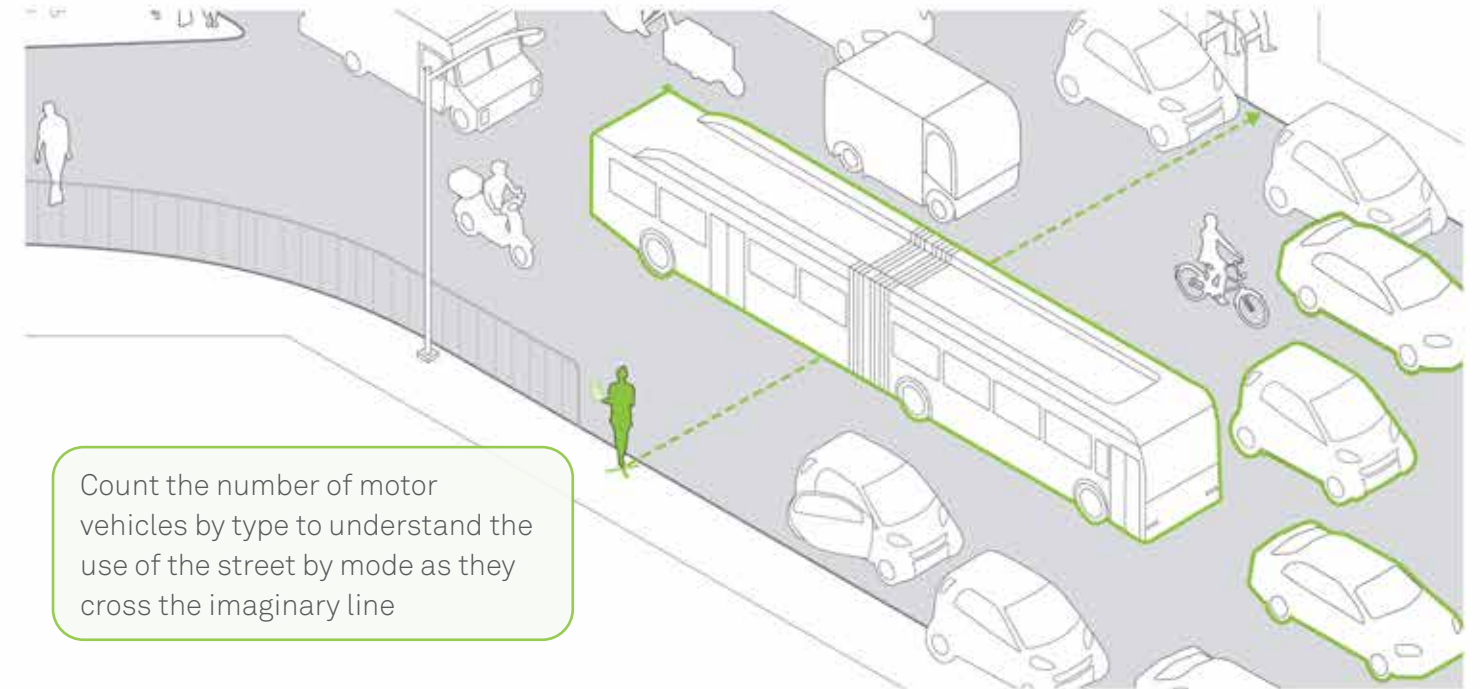 Count the number of motor
vehicles by type to understand the
use of the street by mode as they
cross the imaginary line